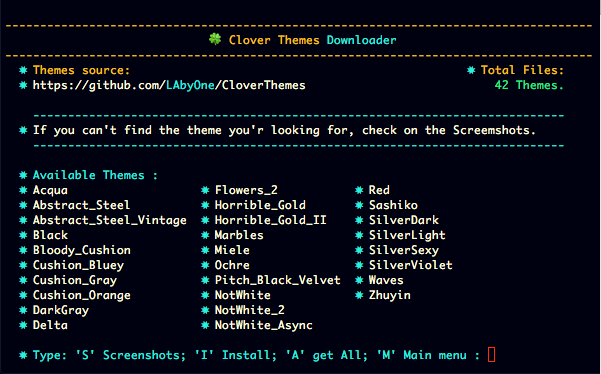 Clover Themes Downloader
Themes source: Total Files:
https://github.com/LAbyOne/CloverThemes 42 Themes.
If you can't find the theme you'r looking for, check on the Screemshots.
Available Themes :
Acqua Flowers_2 Red
Abstract_Steel Horrible_Gold Sashiko
Abstract_Steel_Vintage Horrible_Gold_II SilverDark
Black Marbles SilverLight
Bloody_Cushion Miele SilverSexy
Cushion_Bluey Ochre SilverViolet
Cushion_Gray Pitch_Black_Velvet Waves
Cushion_Orange NotWhite Zhuyin
DarkGray NotWhite_2
Delta NotWhite_Async
Type: 'S' Screenshots; 'I' Install; 'A' get All; 'M' Main menu :